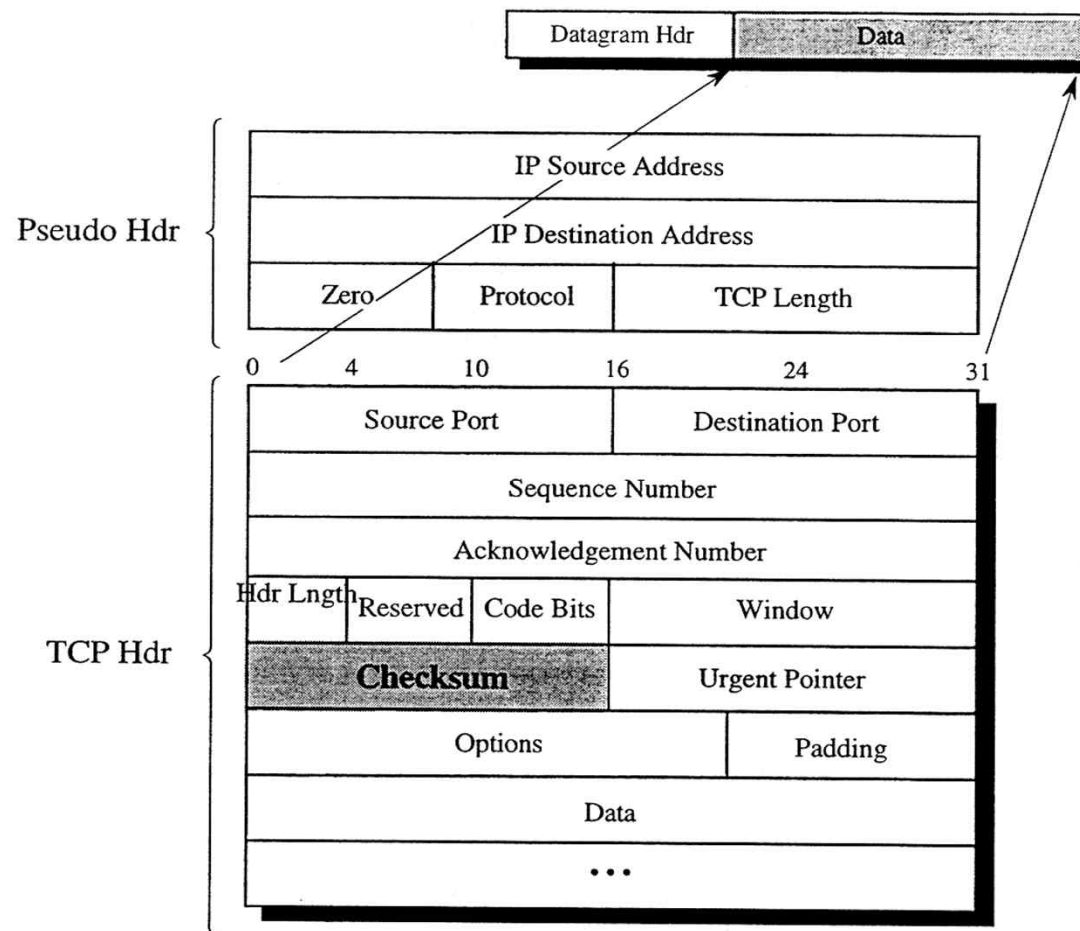 Datagram Hdr Data
IP Source Address
Pseudo Hdr
IP Destination Address
Zero Protocol TCP Length
0 4 10 16 24 31
Source Port Destination Port
Sequence Number
Acknowledgement Number
Hdr Lngth Reserved Code Bits Window
TCP Hdr
Checksum Urgent Pointer
Options Padding
Data
...